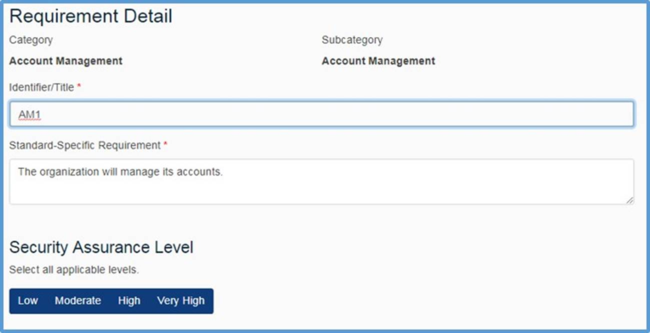 Requirement Detail
Category Subcategory
Account Management Account Management
Identifier/Title *
AM1
Standard-Specific Requirement *
The organization will manage its accounts.
Security Assurance Level
Select all applicable levels.
Low Moderate High Very High